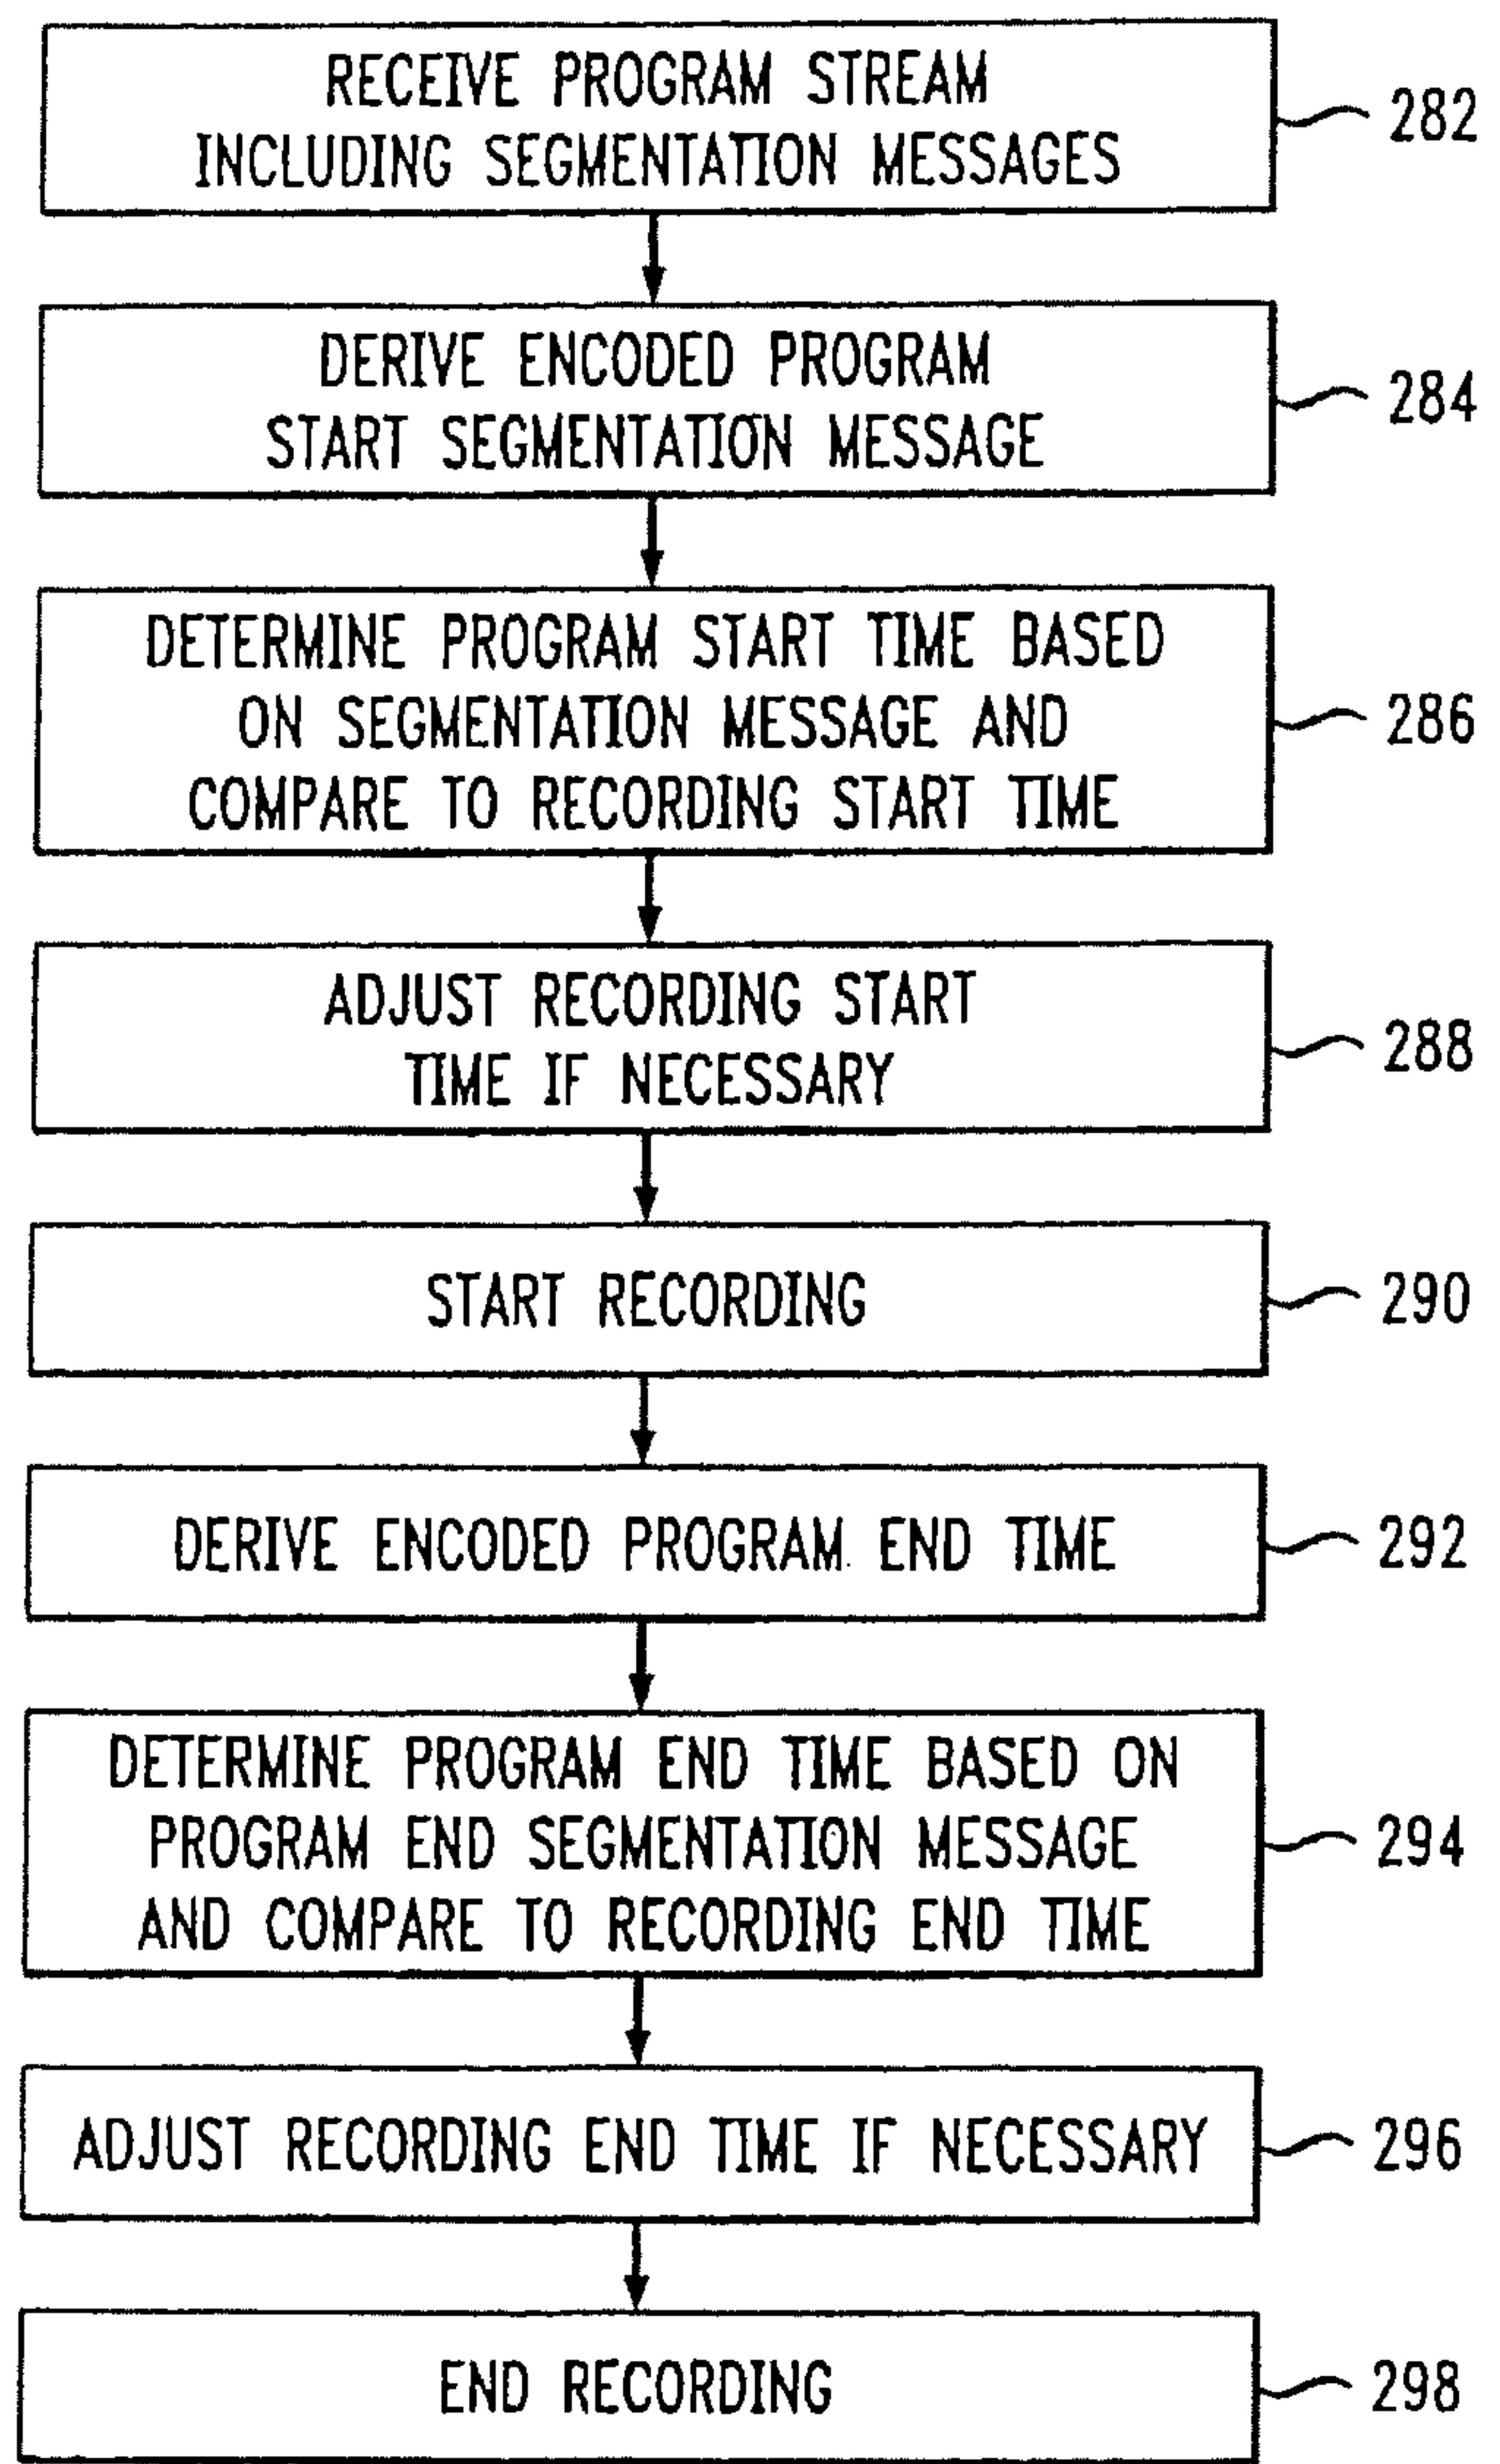 RECEIVE PROGRAM STREAM
INCLUDING SEGMENTATION MESSAGES
282
DERIVE ENCODED PROGRAM
START SEGMENTATION MESSAGE
284
DETERMINE PROGRAM START TIME BASED
ON SEGMENTATION MESSAGE AND
COMPARE TO RECORDING START TIME
286
ADJUST RECORDING START
TIME IF NECESSARY
288
START RECORDING
290
DERIVE ENCODED PROGRAM END TIME
292
DETERMINE PROGRAM END TIME BASED ON
PROGRAM END SEGMENTATION MESSAGE
AND COMPARE TO RECORDING END TIME
294
ADJUST RECORDING END TIME IF NECESSARY
296
END RECORDING
298